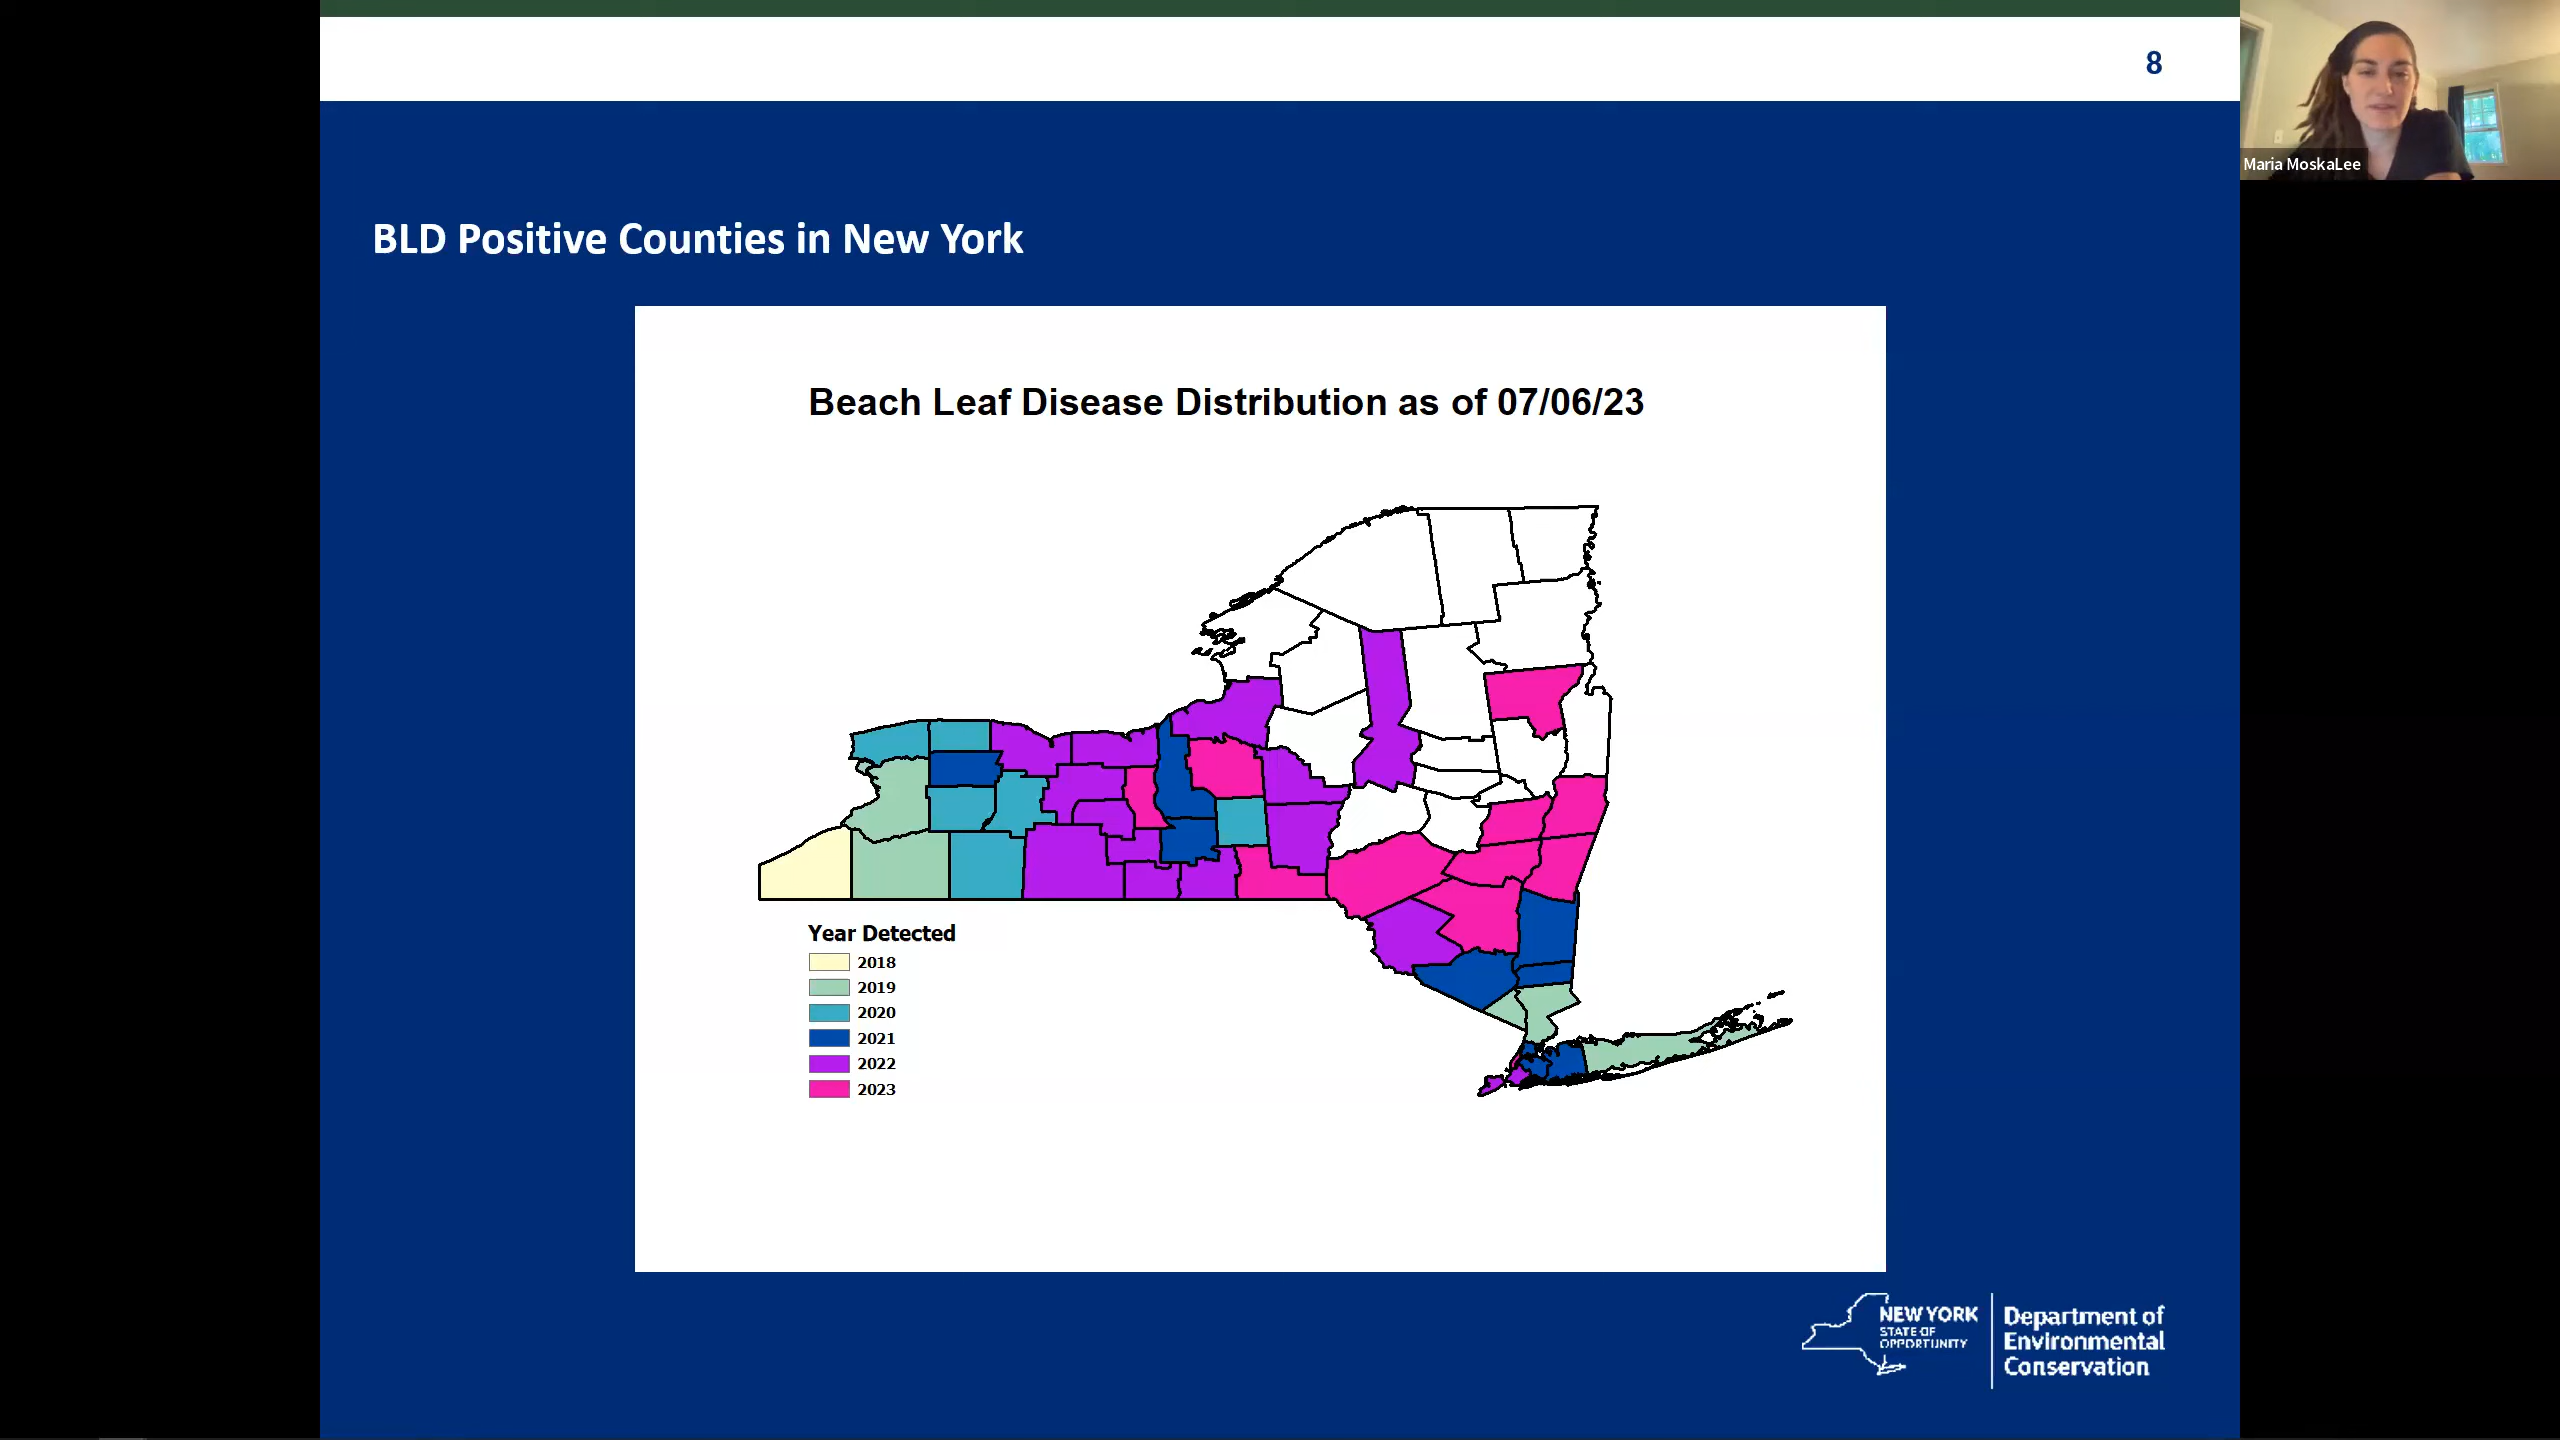 8
Maria MoskaLee
BLD Positive Counties in New York
Beach Leaf Disease Distribution as of 07/06/23
Year Detected
2018
2019
2020
2021
2022
2023
NEW YORK
STATE OF
OPPORTUNITY
Department of
Environmental
Conservation